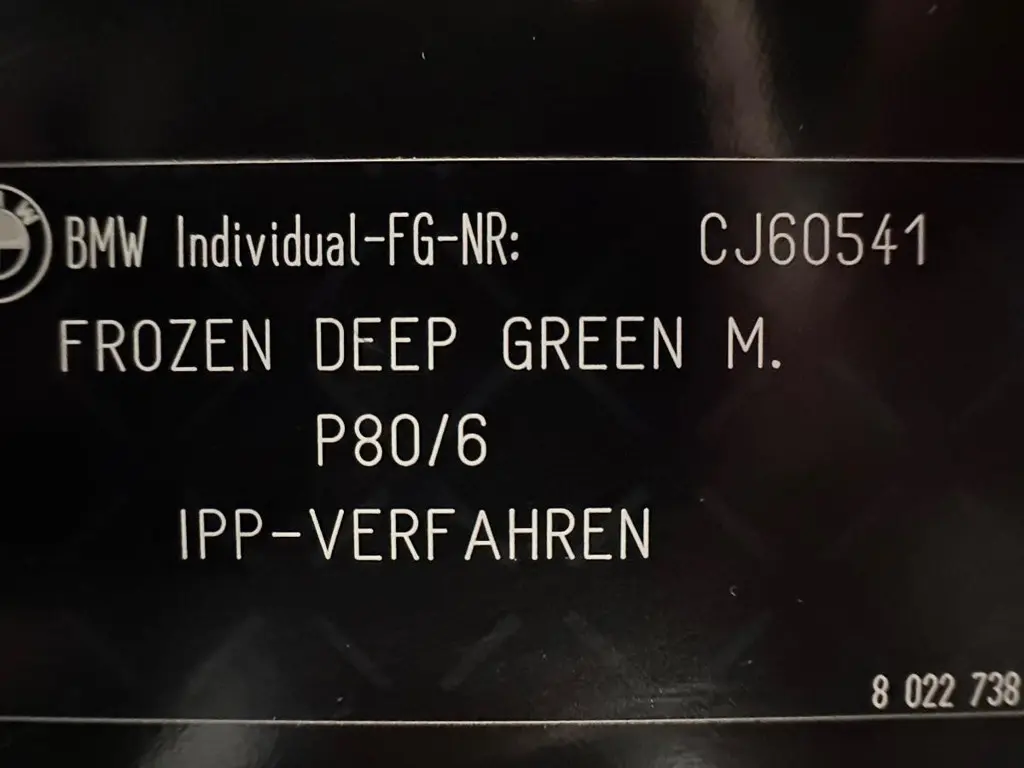 BMW Individual-FG-NR: CJ60541
FROZEN DEEP GREEN M.
P80/6
IPP-VERFAHREN
8 022 738